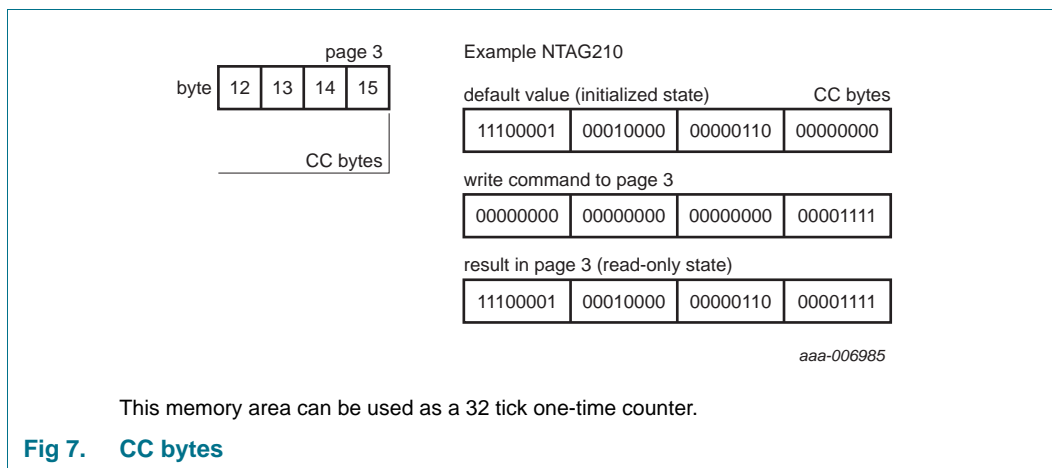 page 3
byte 12 13 14 15
CC bytes
Example NTAG210
default value (initialized state) CC bytes
11100001 00010000 00000110 00000000
write command to page 3
00000000 00000000 00000000 00001111
result in page 3 (read-only state)
11100001 00010000 00000110 00001111
aaa-006985
This memory area can be used as a 32 tick one-time counter.
Fig 7. CC bytes